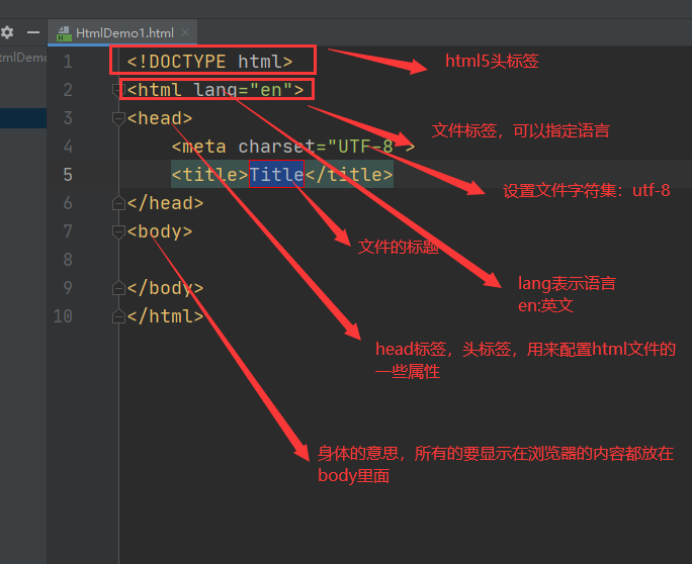 HtmlDemo1.html
tmlDemo
1 <!DOCTYPE html>
html5头标签
2 <html lang="en">
3 <head>
文件标签，可以指定语言
4 <meta charset="UTF-8">
5 <title>Title</title>
设置文件字符集：utf-8
6 </head>
7 <body>
文件的标题
8
lang表示语言
9 </body>
en:英文
10 </html>
head标签，头标签，用来配置html文件的
一些属性
身体的意思，所有的要显示在浏览器的内容都放在
body里面